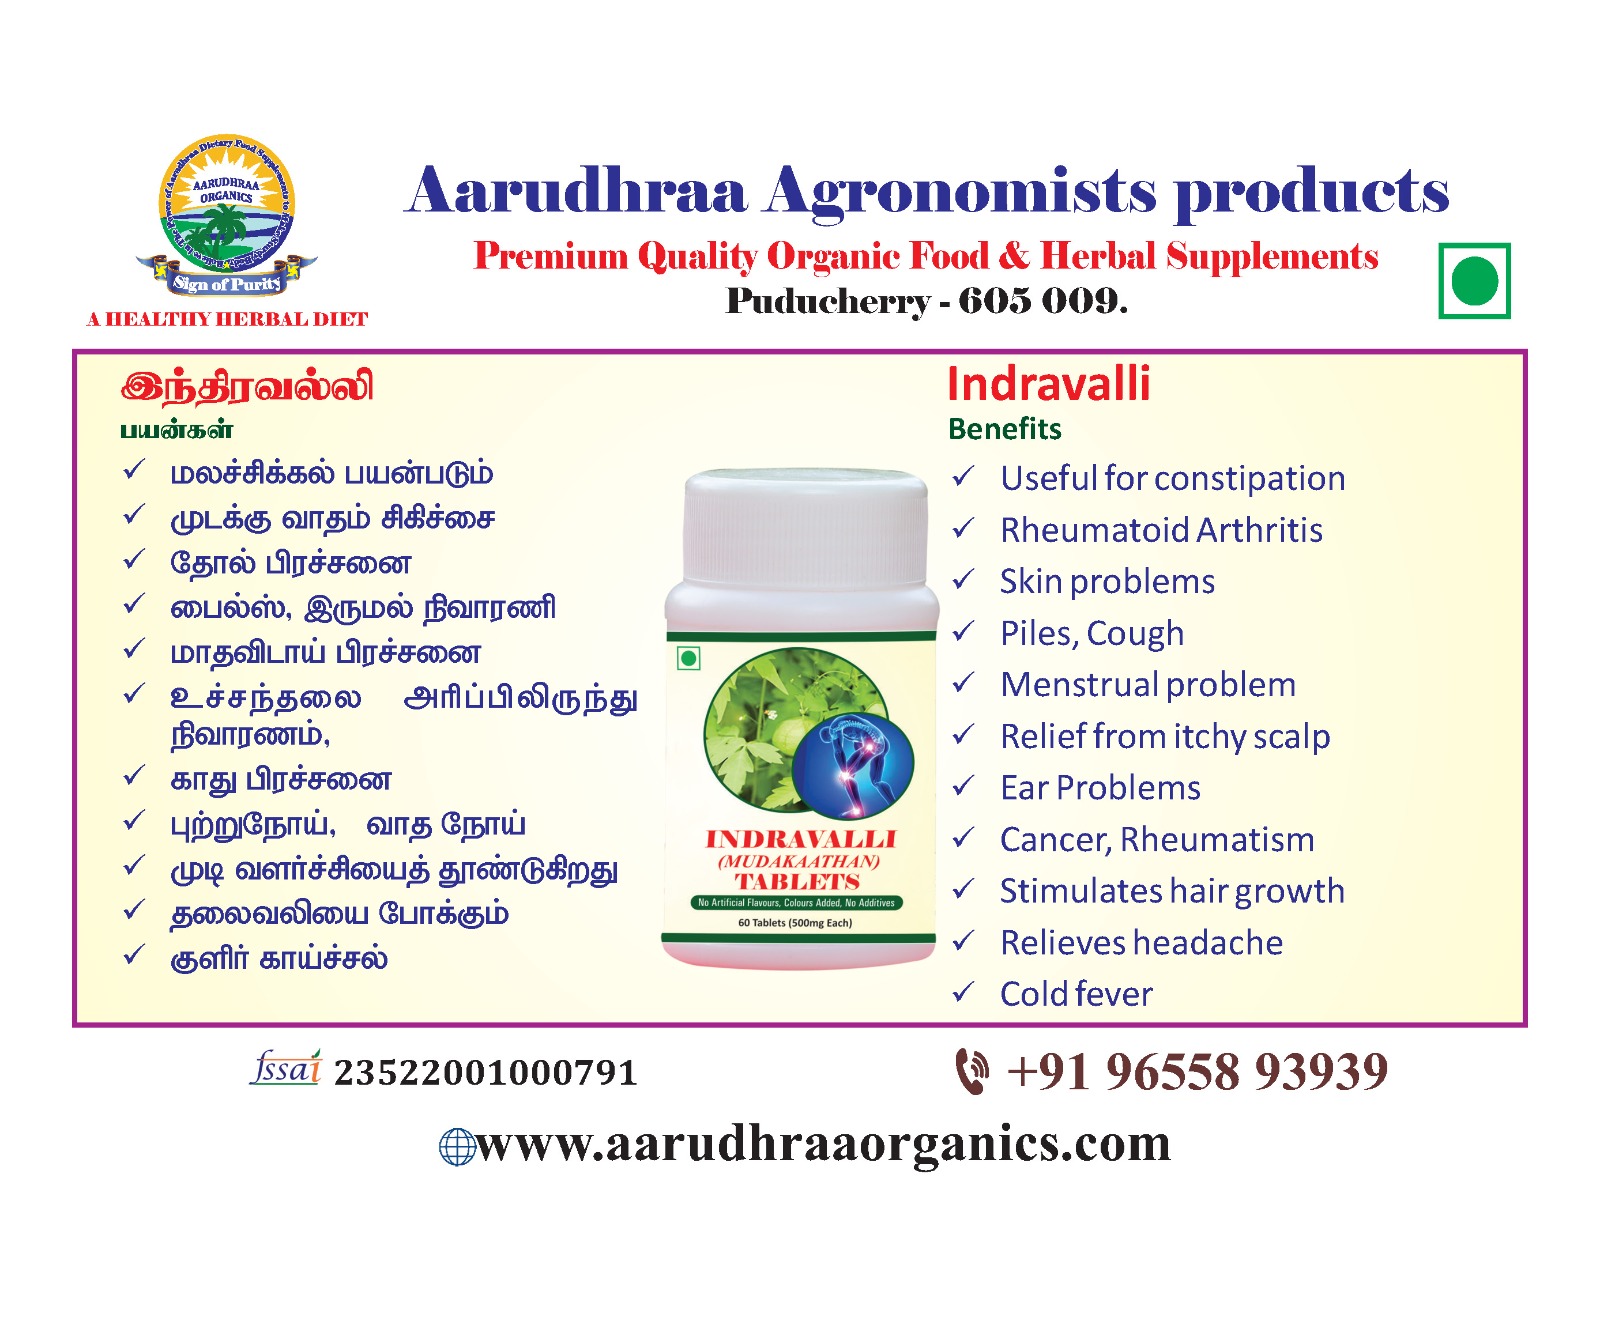 AARUDHRAA
ORGANICS
Sign of Purity
A HEALTHY HERBAL DIET
Aarudhraa Agronomists products
Premium Quality Organic Food & Herbal Supplements
Puducherry - 605 009.
இந்திரவல்லி
பயன்கள்
✓ மலச்சிக்கல் பயன்படும்
✓ முடக்கு வாதம் சிகிச்சை
✓ தோல் பிரச்சனை
✓ பைல்ஸ், இருமல் நிவாரணி
✓ மாதவிடாய் பிரச்சனை
✓ உச்சந்தலை அரிப்பிலிருந்து
நிவாரணம்,
✓ காது பிரச்சனை
✓ புற்றுநோய், வாத நோய்
✓ முடி வளர்ச்சியைத் தூண்டுகிறது
✓ தலைவலியை போக்கும்
✓ குளிர் காய்ச்சல்
INDRAVALLI
(MUDAKAATHAN)
TABLETS
No Artificial Flavours, Colours Added, No Additives
60 Tablets (500mg Each)
Indravalli
Benefits
✓ Useful for constipation
✓ Rheumatoid Arthritis
✓ Skin problems
✓ Piles, Cough
✓ Menstrual problem
✓ Relief from itchy scalp
✓ Ear Problems
✓ Cancer, Rheumatism
✓ Stimulates hair growth
✓ Relieves headache
✓ Cold fever
fssai 23522001000791
+91 96558 93939
www.aarudhraaorganics.com